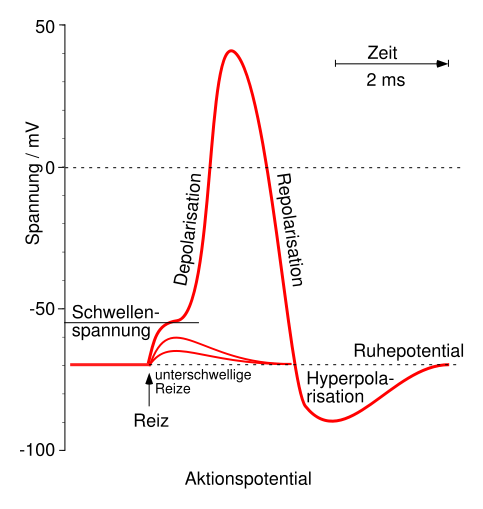 50
Zeit
2 ms
Spannung / mV
0
Depolarisation
Repolarisation
-50
Schwellen-
spannung
Ruhepotential
unterschwellige
Reize
Hyperpola-
risation
Reiz
-100
Aktionspotential